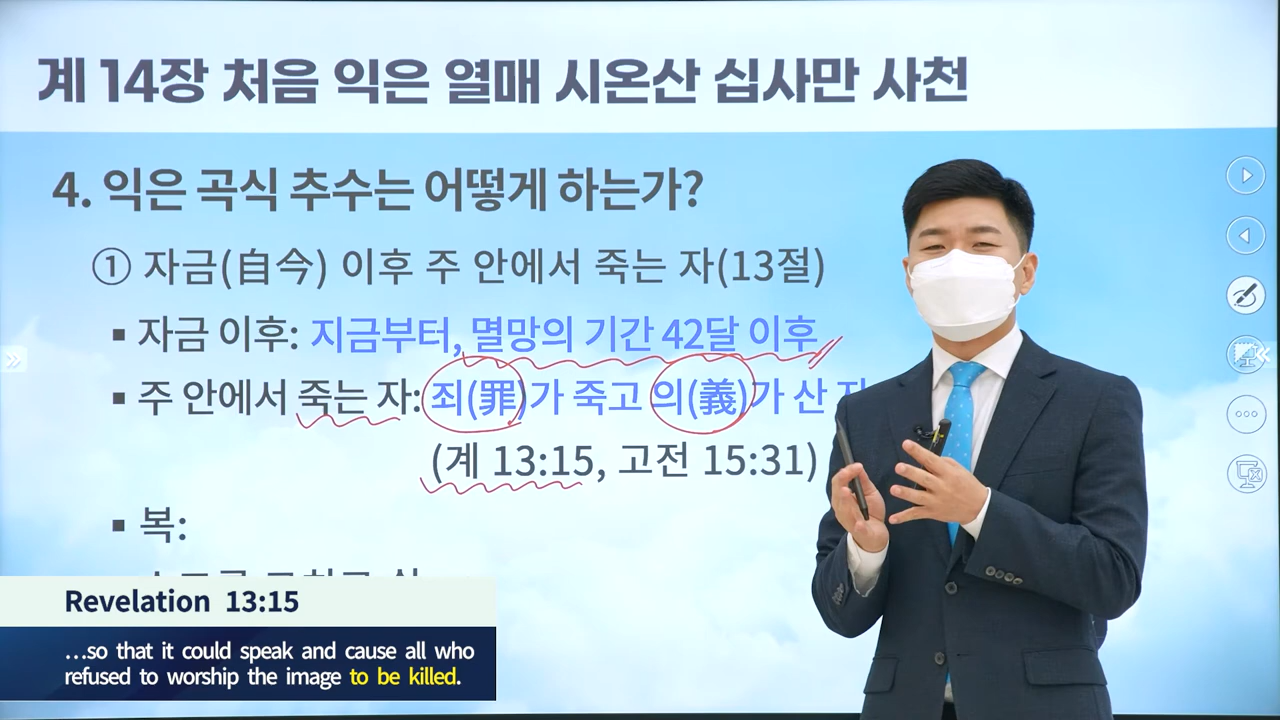 계 14장 처음 익은 열매 시온산 십사만 사천
4. 익은 곡식 추수는 어떻게 하는가?
① 자금(自今) 이후 주 안에서 죽는 자(13절)
▪ 자금 이후: 지금부터, 멸망의 기간 42달 이후
▪ 주 안에서 죽는 자: 죄(罪)가 죽고 의(義)가 산 자
(계 13:15, 고전 15:31)
▪ 복:
Revelation 13:15
…so that it could speak and cause all who
refused to worship the image to be killed.